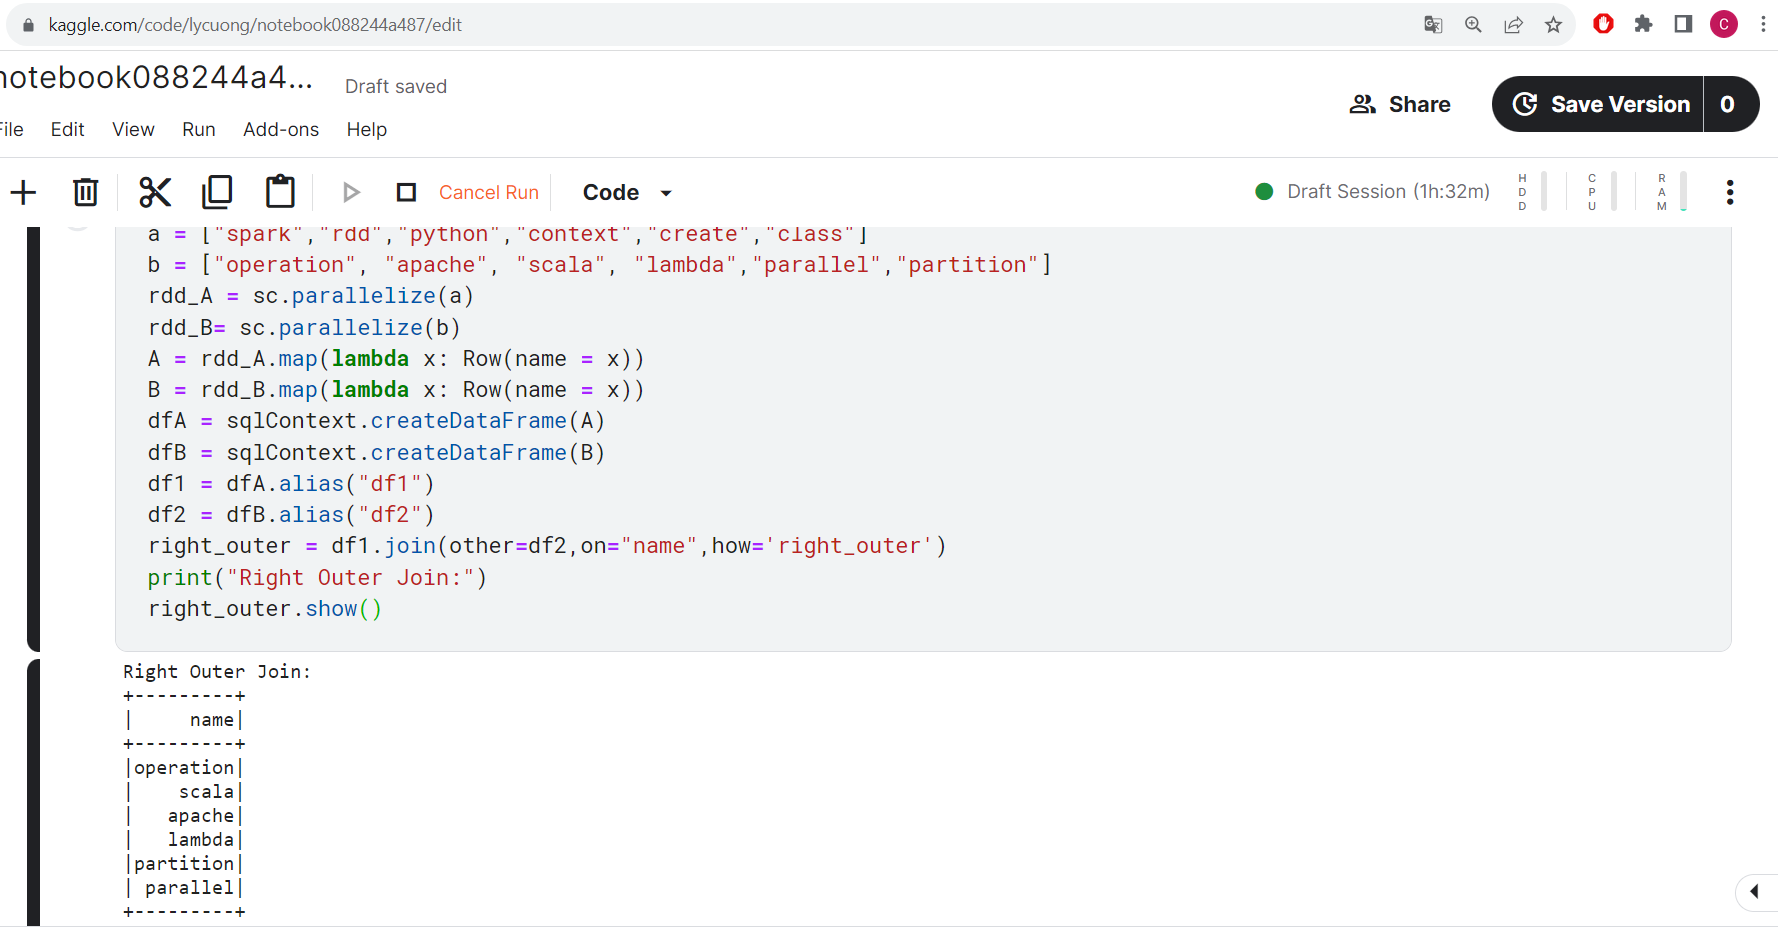 kaggle.com/code/lycuong/notebook088244a487/edit
C
notebook088244a4...
Draft saved
Share
Save Version
0
File Edit View Run Add-ons Help
Cancel Run
Code
Draft Session (1h:32m)
HDD
CPU
RAM
a = ["spark","rdd","python","context","create","class"]
b = ["operation", "apache", "scala", "lambda","parallel","partition"]
rdd_A = sc.parallelize(a)
rdd_B= sc.parallelize(b)
A = rdd_A.map(lambda x: Row(name = x))
B = rdd_B.map(lambda x: Row(name = x))
dfA = sqlContext.createDataFrame(A)
dfB = sqlContext.createDataFrame(B)
df1 = dfA.alias("df1")
df2 = dfB.alias("df2")
right_outer = df1.join(other=df2,on="name",how='right_outer')
print("Right Outer Join:")
right_outer.show()
Right Outer Join:
+---------+
|     name|
+---------+
|operation|
|    scala|
|   apache|
|   lambda|
|partition|
| parallel|
+---------+